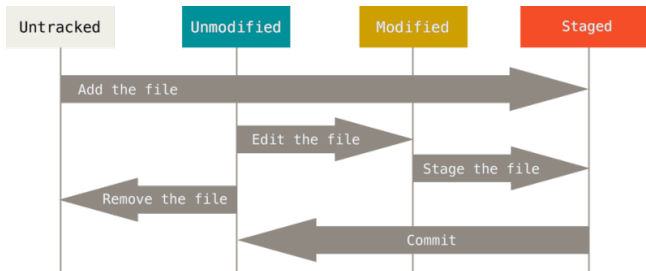 Untracked
Unmodified
Modified
Staged
Add the file
Edit the file
Stage the file
Remove the file
Commit